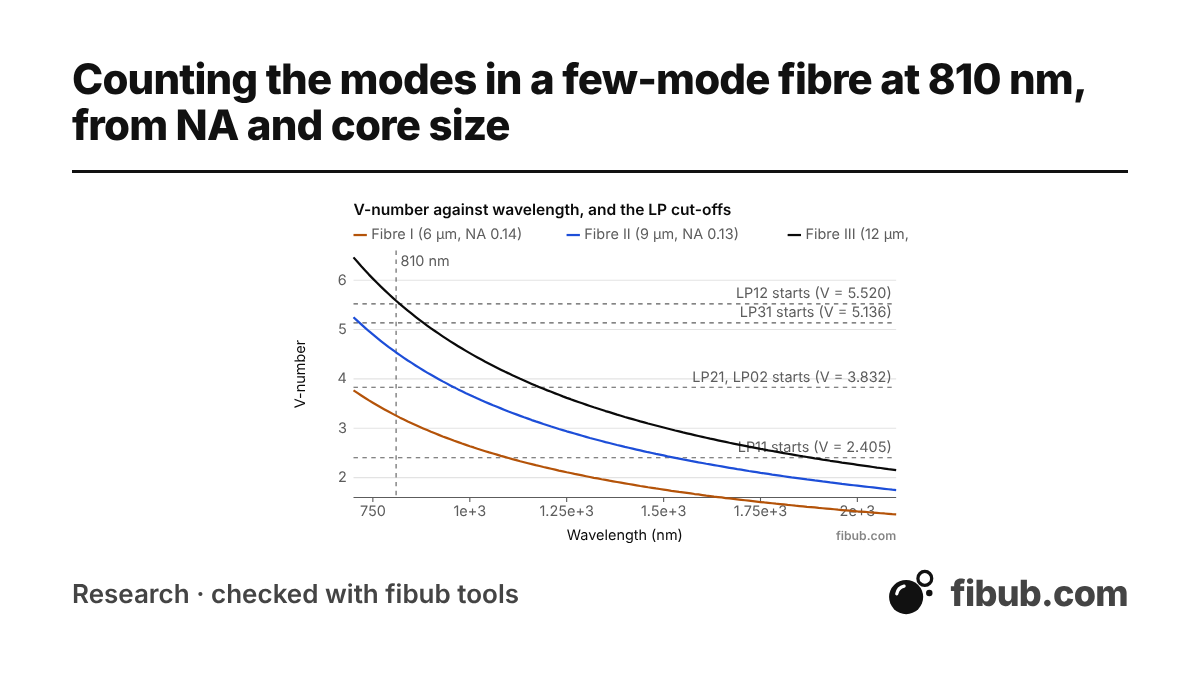 Counting the modes in a few-mode fibre at 810 nm,
from NA and core size
V-number against wavelength, and the LP cut-offs
Fibre I (6 µm, NA 0.14)
Fibre II (9 µm, NA 0.13)
Fibre III (12 µm,
810 nm
LP12 starts (V = 5.520)
LP31 starts (V = 5.136)
LP21, LP02 starts (V = 3.832)
LP11 starts (V = 2.405)
6
5
4
3
2
V-number
750 1e+3 1.25e+3 1.5e+3 1.75e+3 2e+3
Wavelength (nm)
fibub.com
Research · checked with fibub tools
fibub.com